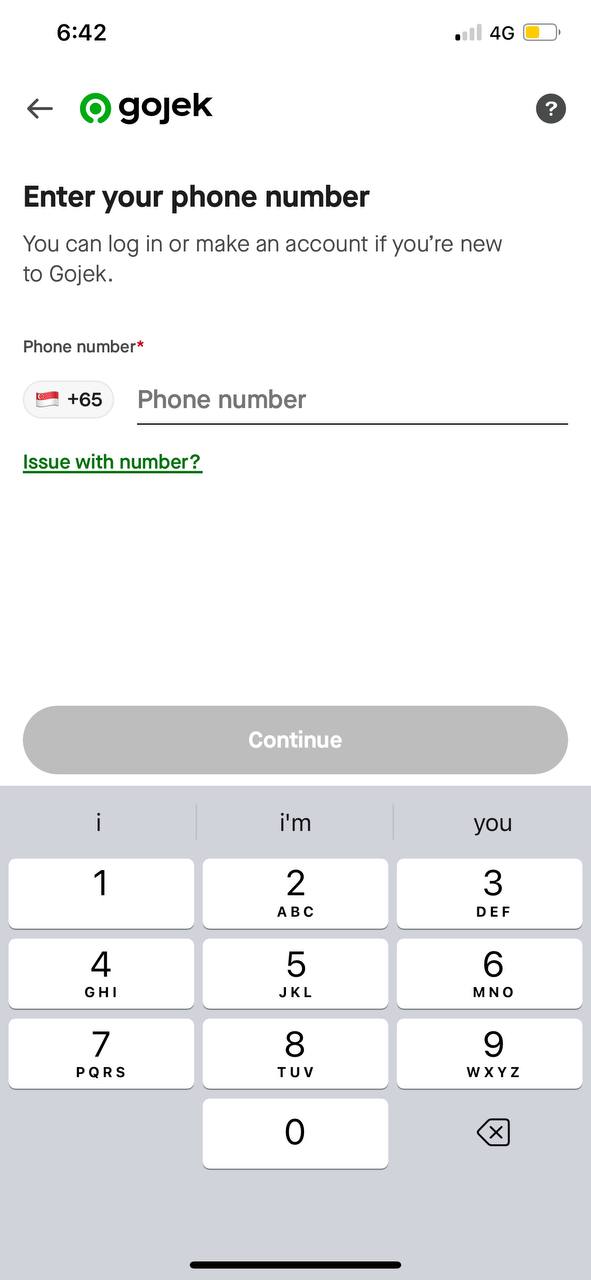 6:42
4G
gojek
?
Enter your phone number
You can log in or make an account if you're new
to Gojek.
Phone number*
+65 Phone number
Issue with number?
Continue
i i'm you
1 2 3
ABC DEF
4 5 6
GHI JKL MNO
7 8 9
PQRS TUV WXYZ
0